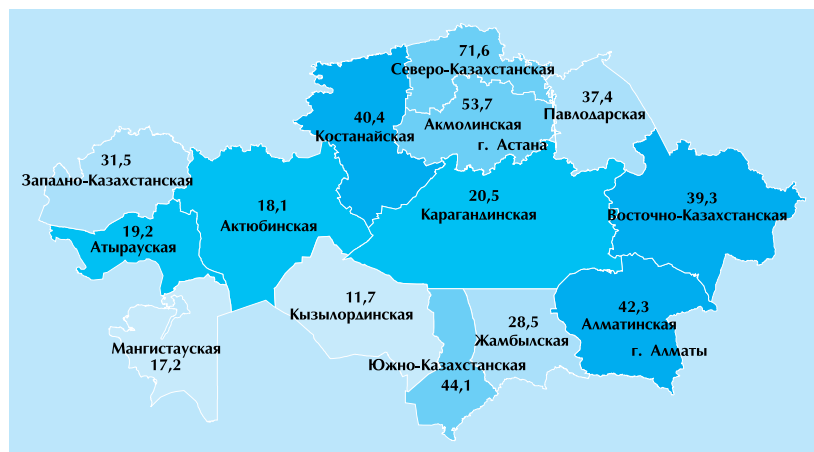 71,6
Северо-Казахстанская
37,4
Павлодарская
53,7
Акмолинская
г. Астана
40,4
Костанайская
31,5
Западно-Казахстанская
18,1
Актюбинская
20,5
Карагандинская
39,3
Восточно-Казахстанская
19,2
Атырауская
11,7
Кызылординская
28,5
Жамбылская
42,3
Алматинская
г. Алматы
Мангистауская
17,2
Южно-Казахстанская
44,1